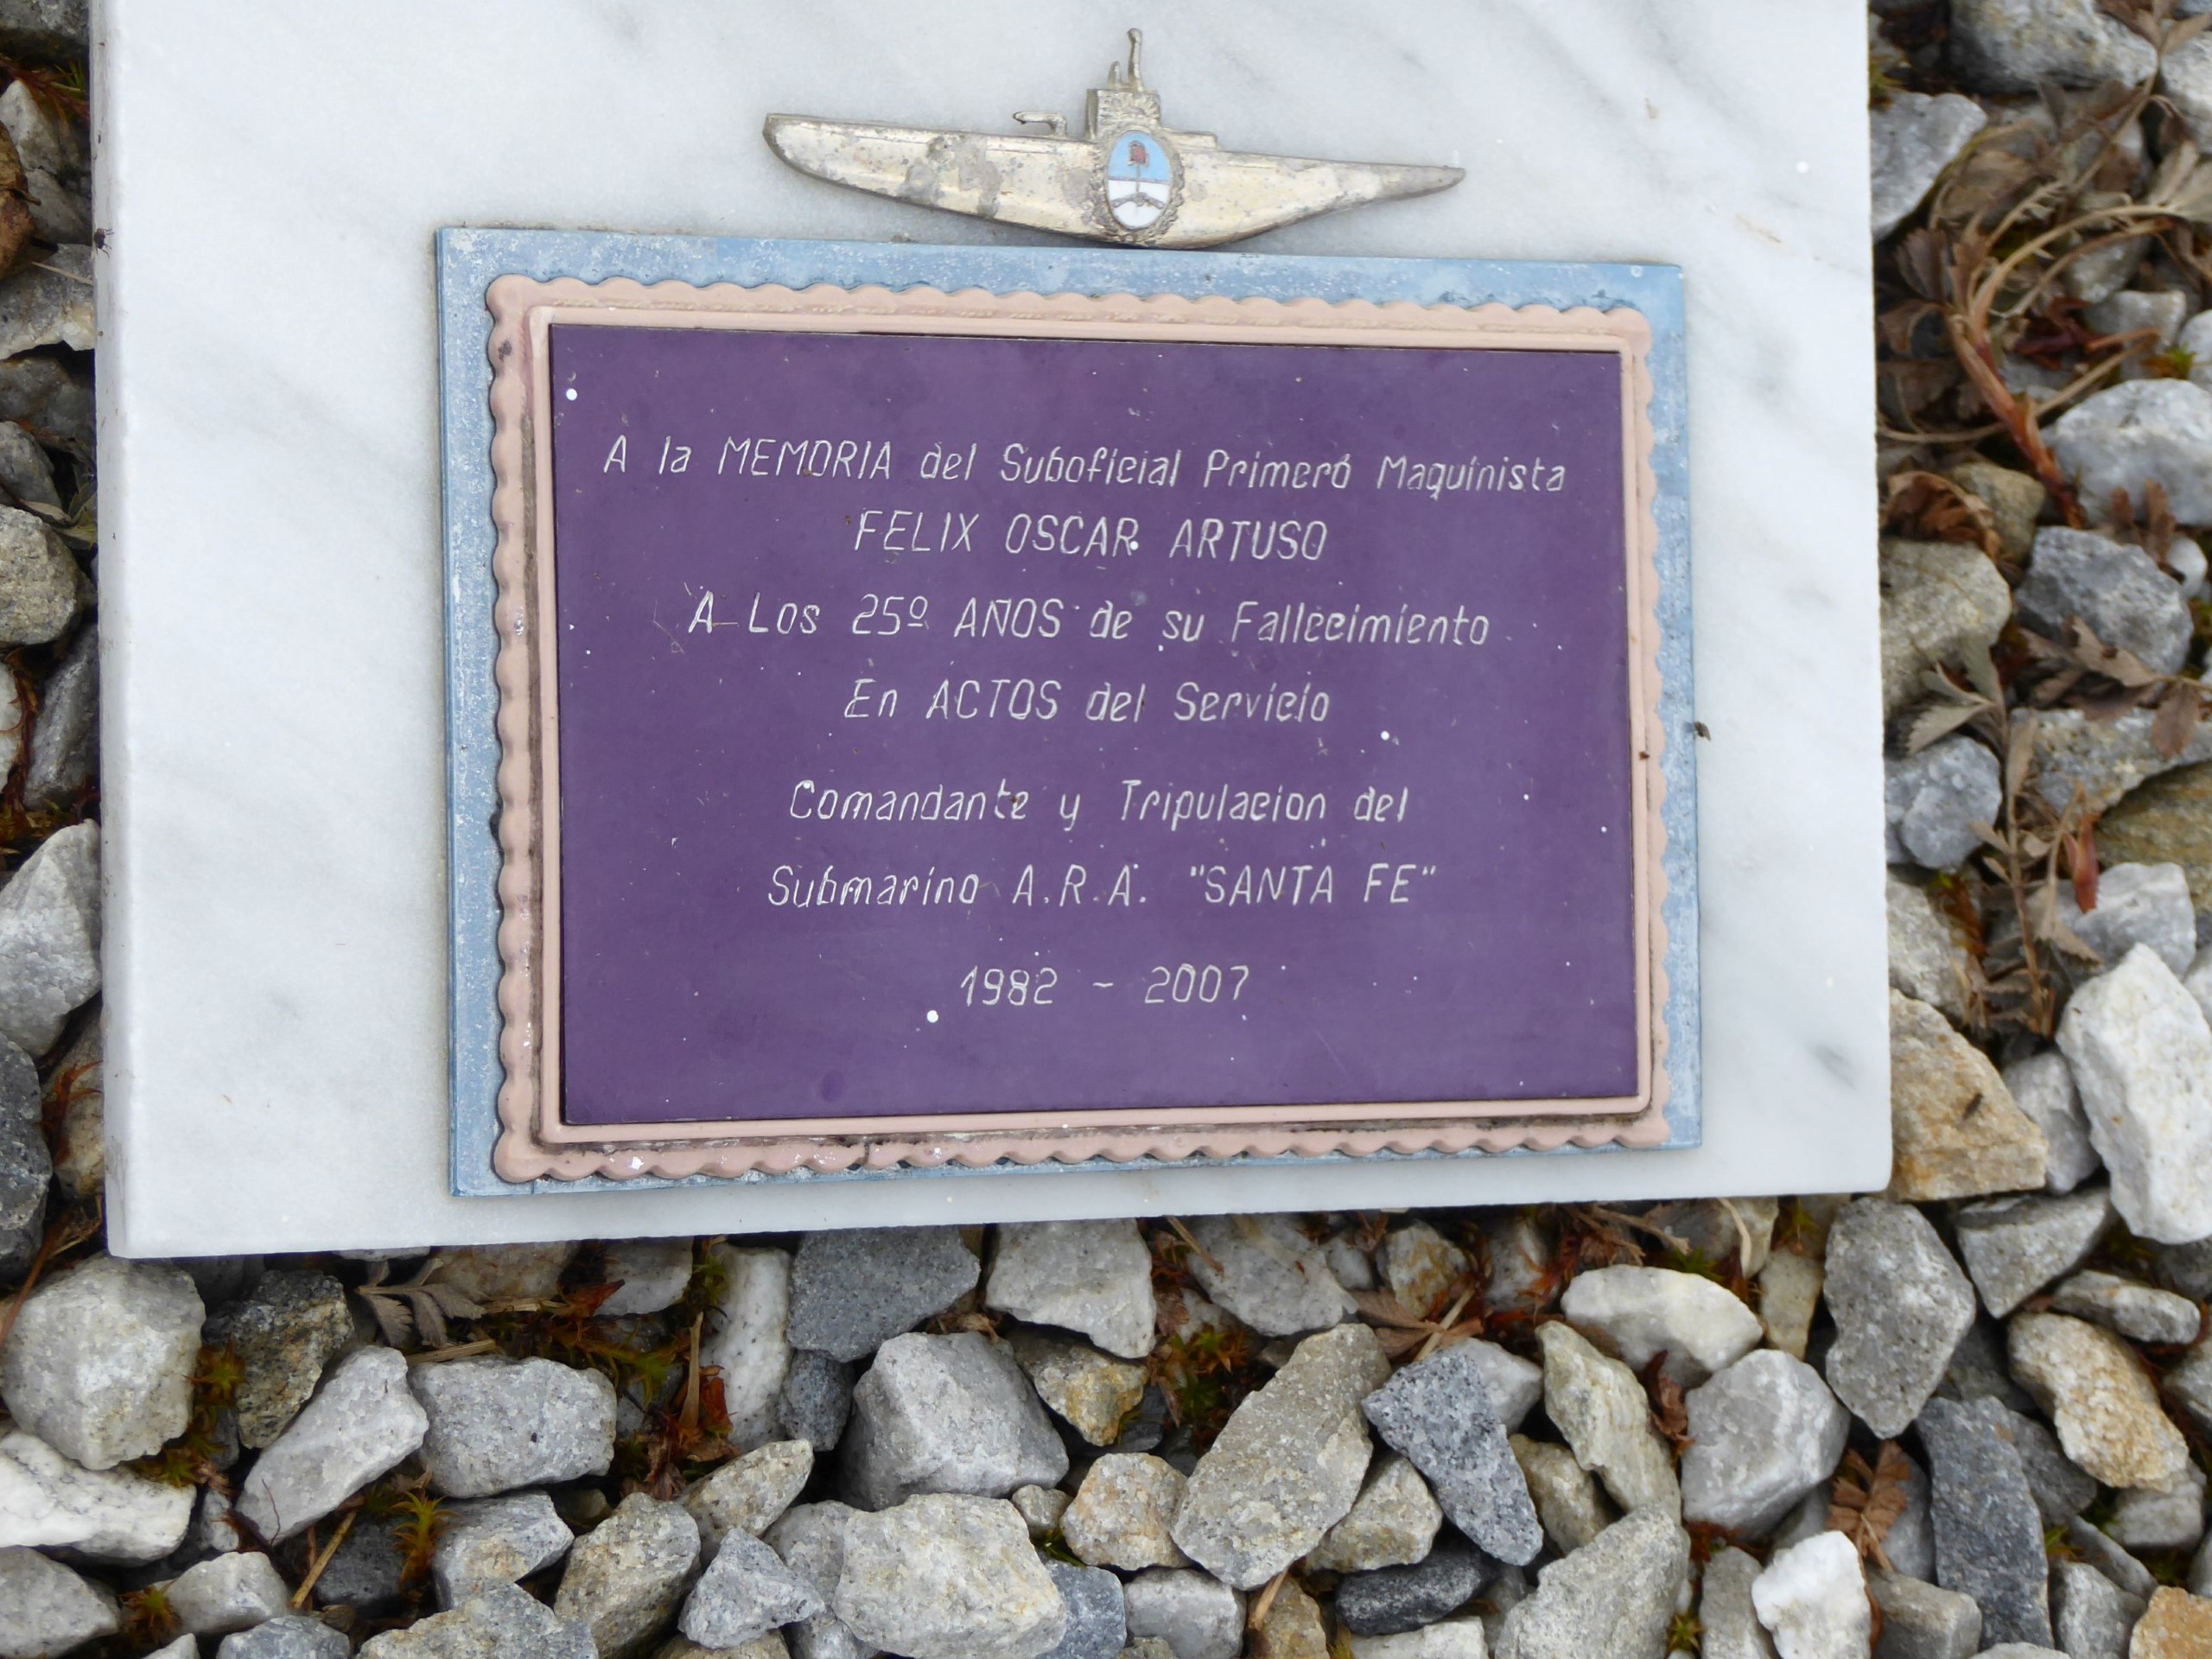 A la MEMORIA del Suboficial Primero Maquinista
FELIX OSCAR ARTUSO
A Los 25º AÑOS de su Fallecimiento
En ACTOS del Servicio
Comandante y Tripulacion del
Submarino A.R.A. "SANTA FE"
1982 - 2007